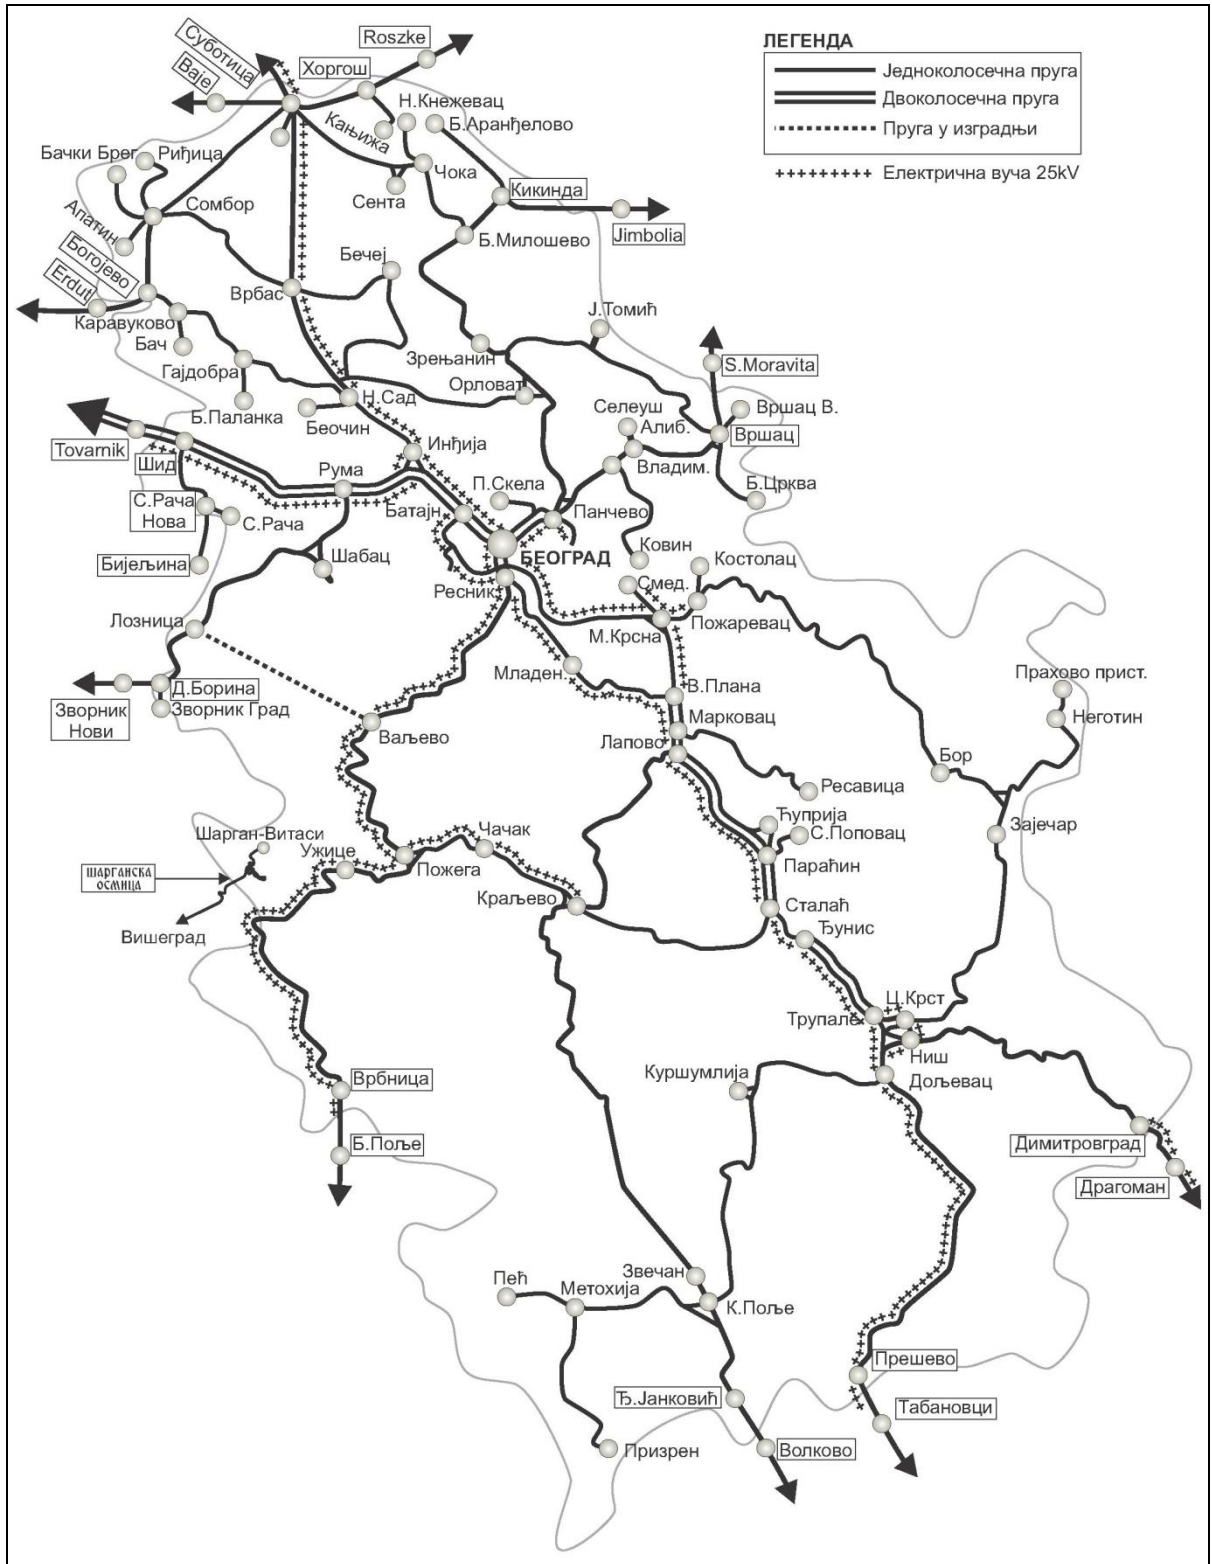 Roszke
ЛЕГЕНДА
Једноколосечна пруга
Двоколосечна пруга
Пруга у изградњи
Електрична вуча 25kV
Суботица
Baje
Хоргош
Н.Кнежевац
Кањижа
Б.Аранђелово
Бачки Брег
Риђица
Чока
Сента
Кикинда
Jimbolia
Сомбор
Апатин
Б.Милошево
Богојево
Erdut
Бечеј
Врбас
Каравуково
Бач
Ј.Томић
Зрењанин
S.Moravita
Гајдобра
Орловат
Н.Сад
Б.Паланка
Беочин
Селеуш
Алиб.
Вршац В.
Вршац
Tovarnik
Шид
Инђија
Владим.
Рума
П.Скела
Б.Црква
С.Рача
Нова
С.Рача
Батајн
Панчево
БЕОГРАД
Ковин
Костолац
Бијељина
Шабац
Ресник
Смед.
Пожаревац
Лозница
М.Крсна
Младен.
Прахово прист.
Д.Борина
Зворник
Нови
Зворник Град
В.Плана
Марковац
Неготин
Ваљево
Лапово
Бор
Ресавица
Ћуприја
С.Поповац
Зајечар
Шарган-Витаси
Ужице
Чачак
Пожега
Параћин
ШАРГАНСКА
ОСМИЦА
Краљево
Сталаћ
Вишеград
Ђунис
Ц.Крст
Трупале
Ниш
Куршумлија
Дољевац
Врбница
Б.Поље
Димитровград
Драгоман
Звечан
Пећ
Метохија
К.Поље
Прешево
Ђ.Јанковић
Табановци
Призрен
Волково